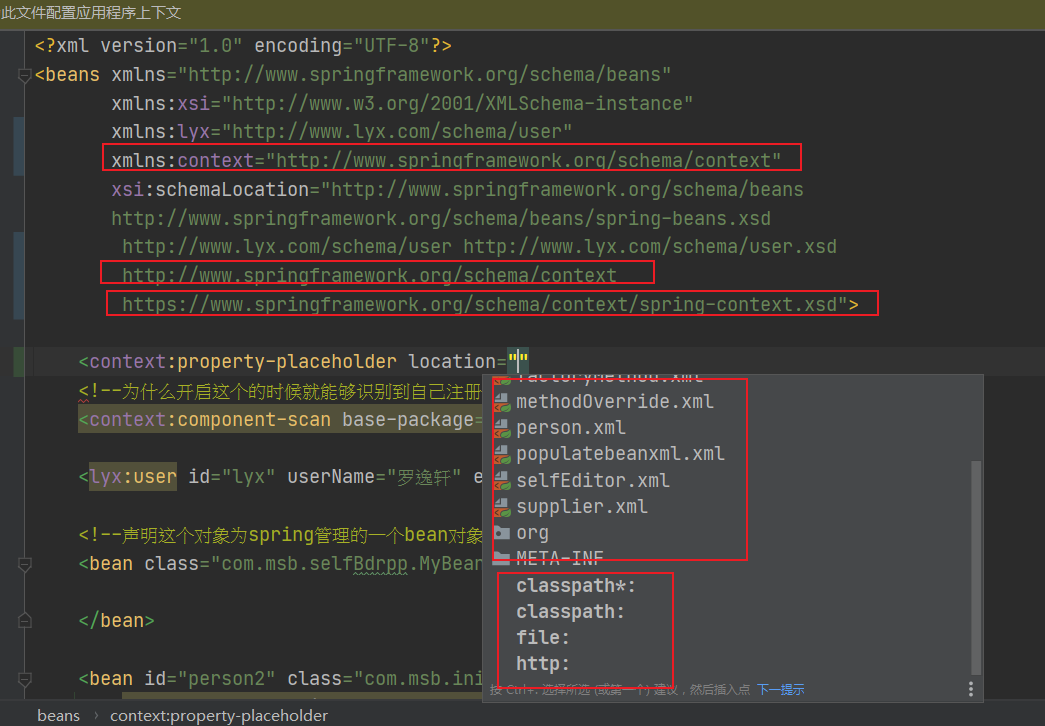 此文件配置应用程序上下文
<?xml version="1.0" encoding="UTF-8"?>
<beans xmlns="http://www.springframework.org/schema/beans"
xmlns:xsi="http://www.w3.org/2001/XMLSchema-instance"
xmlns:lyx="http://www.lyx.com/schema/user"
xmlns:context="http://www.springframework.org/schema/context"
xsi:schemaLocation="http://www.springframework.org/schema/beans
http://www.springframework.org/schema/beans/spring-beans.xsd
http://www.lyx.com/schema/user http://www.lyx.com/schema/user.xsd
http://www.springframework.org/schema/context
https://www.springframework.org/schema/context/spring-context.xsd">
<context:property-placeholder location=""
factoryMethod.xml
<!--为什么开启这个的时候就能够识别到自己注册
methodOverride.xml
<context:component-scan base-package=
person.xml
populatebeanxml.xml
<lyx:user id="lyx" userName="罗逸轩" e
selfEditor.xml
supplier.xml
<!--声明这个对象为spring管理的一个bean对象
org
<bean class="com.msb.selfBdrpp.MyBean
META-INF
classpath*:
classpath:
</bean>
file:
http:
<bean id="person2" class="com.msb.ini
按 Ctrl+. 选择所选 (或第一个) 建议，然后插入点 下一提示
beans › context:property-placeholder